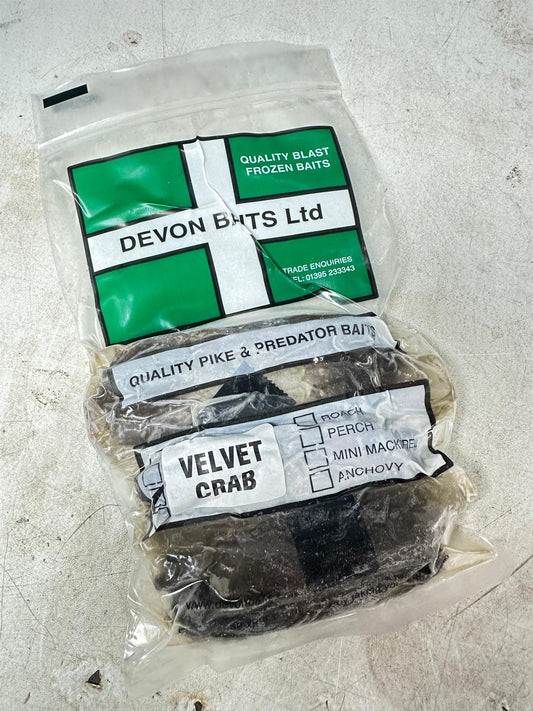 QUALITY BLAST
FROZEN BAITS
DEVON BAITS Ltd
TRADE ENQUIRIES
TEL: 01395 233343
QUALITY PIKE & PREDATOR BAITS
ROACH
PERCH
MINI MACKEREL
ANCHOVY
VELVET
CRAB